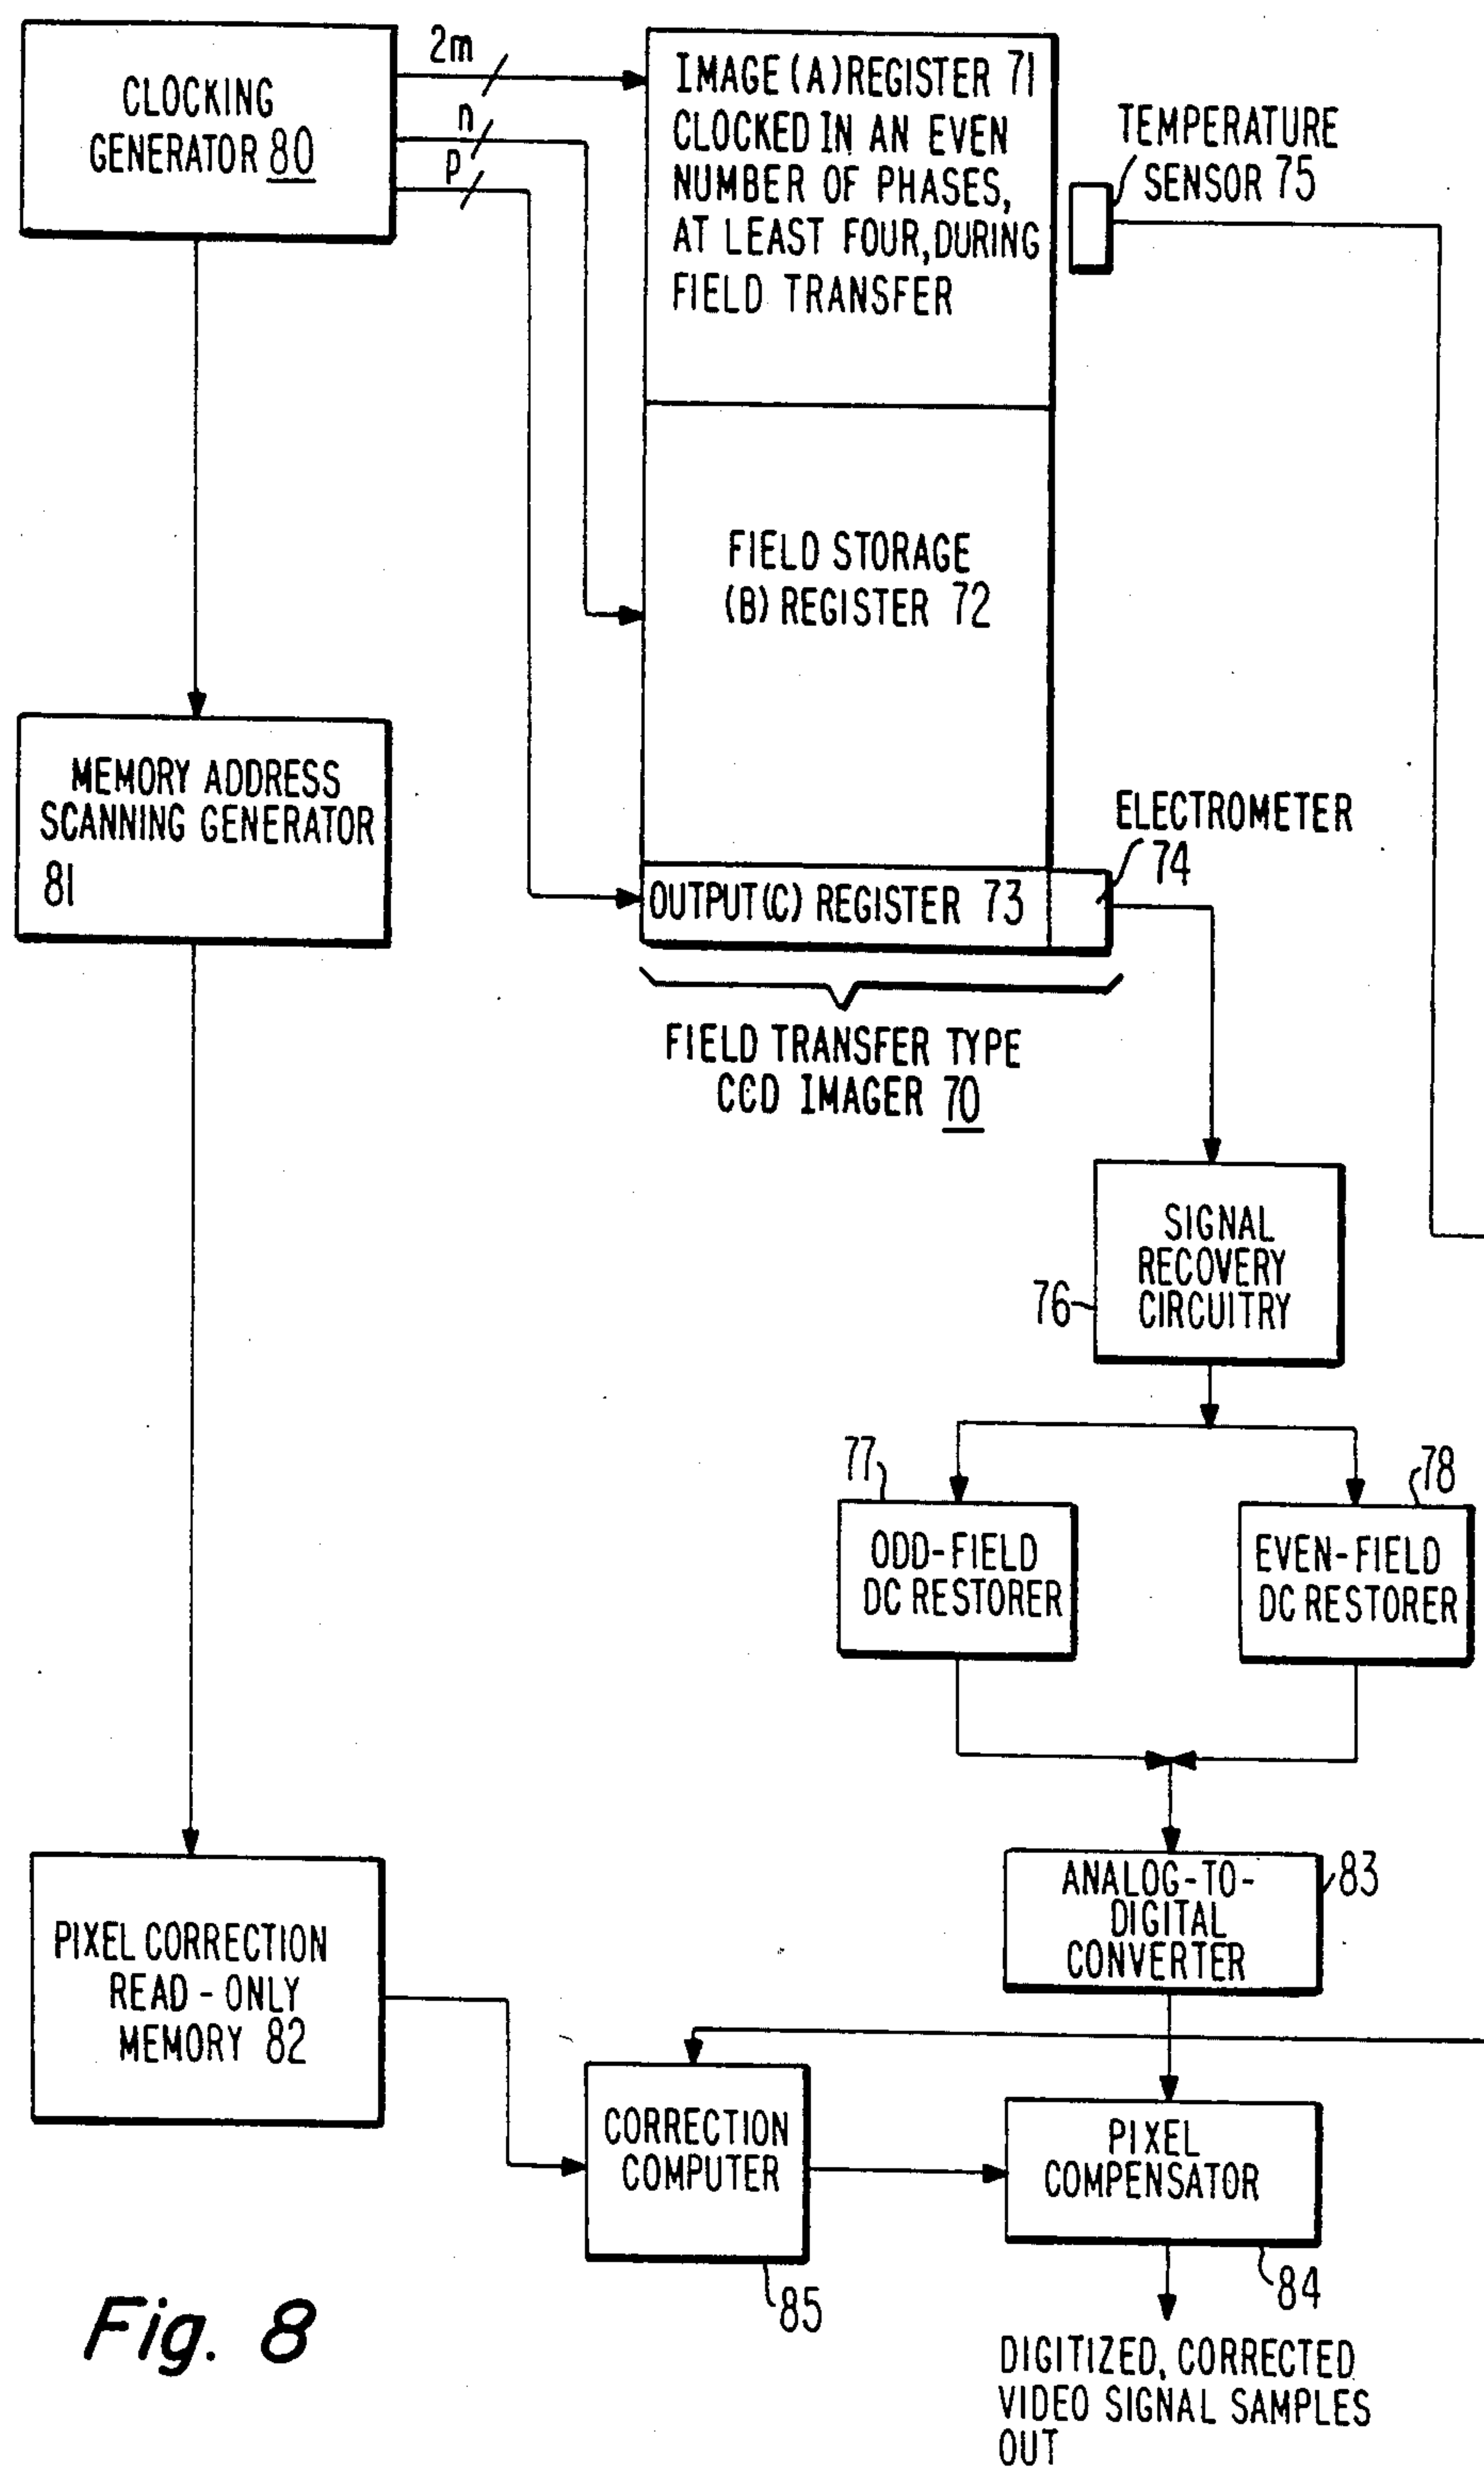 CLOCKING
GENERATOR 80
2m
n
p
IMAGE (A) REGISTER 71
CLOCKED IN AN EVEN
NUMBER OF PHASES,
AT LEAST FOUR, DURING
FIELD TRANSFER
TEMPERATURE
SENSOR 75
FIELD STORAGE
(B) REGISTER 72
MEMORY ADDRESS
SCANNING GENERATOR
81
ELECTROMETER
74
OUTPUT (C) REGISTER 73
FIELD TRANSFER TYPE
CCD IMAGER 70
SIGNAL
RECOVERY
CIRCUITRY
76
77
78
ODD-FIELD
DC RESTORER
EVEN-FIELD
DC RESTORER
ANALOG-TO-
DIGITAL
CONVERTER
83
PIXEL CORRECTION
READ-ONLY
MEMORY 82
CORRECTION
COMPUTER
85
PIXEL
COMPENSATOR
84
DIGITIZED, CORRECTED
VIDEO SIGNAL SAMPLES
OUT
Fig. 8